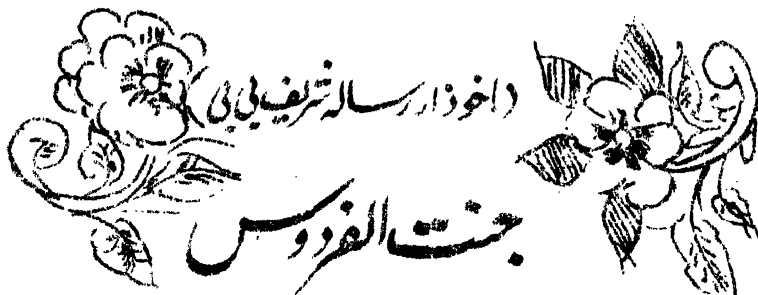 (ماخوذ از رسالہ شریف بی بی)
جنت الفردوس